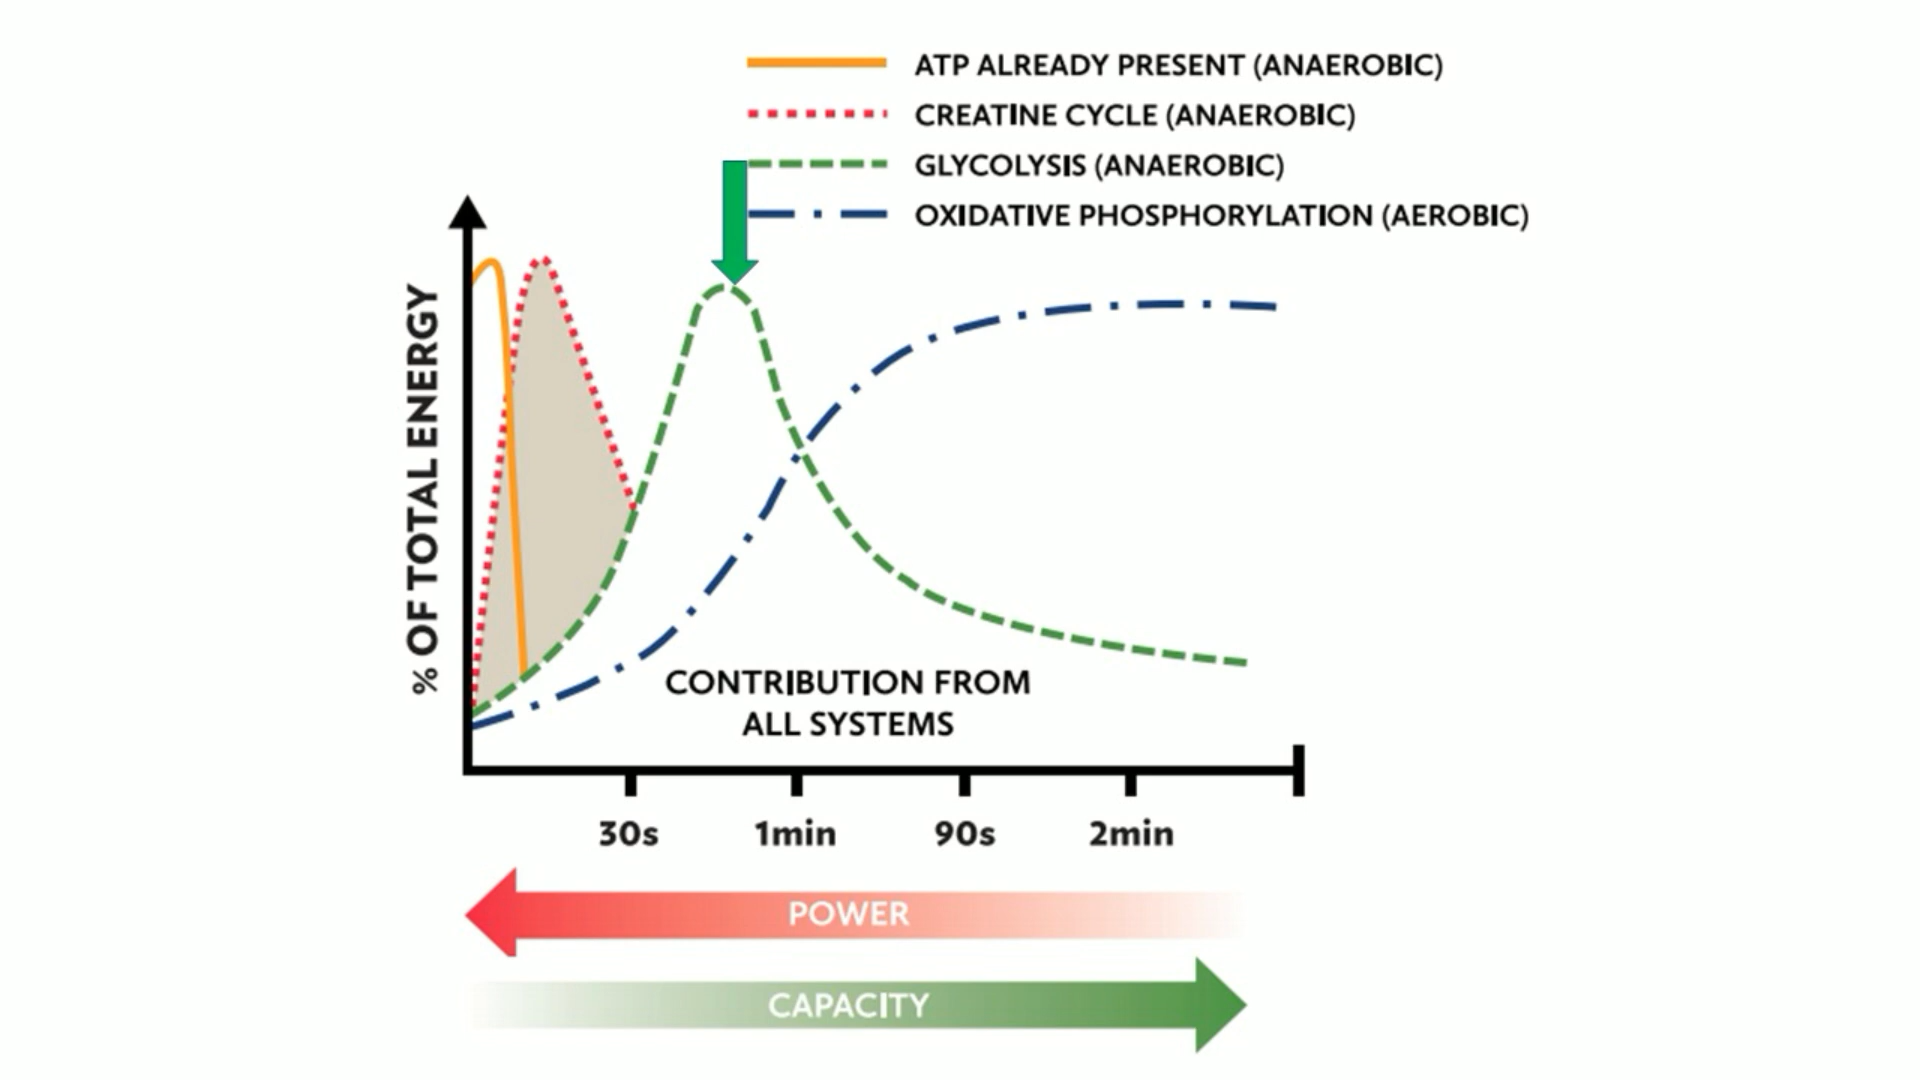 ATP ALREADY PRESENT (ANAEROBIC)
CREATINE CYCLE (ANAEROBIC)
GLYCOLYSIS (ANAEROBIC)
OXIDATIVE PHOSPHORYLATION (AEROBIC)
% OF TOTAL ENERGY
CONTRIBUTION FROM
ALL SYSTEMS
30s 1min 90s 2min
POWER
CAPACITY